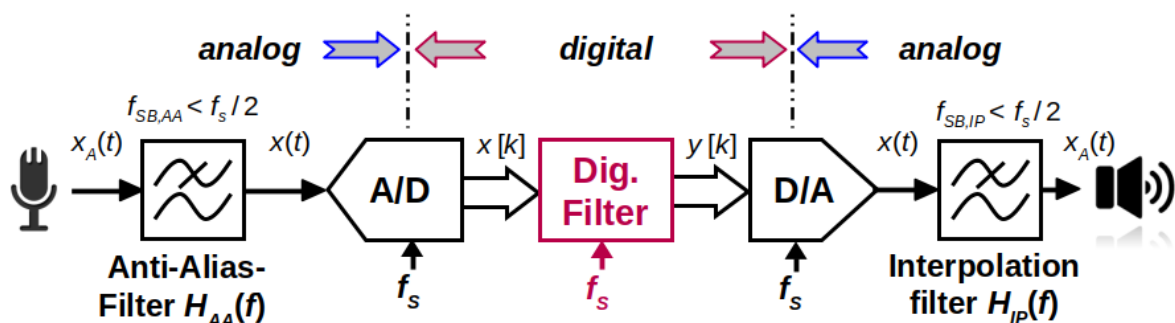 analog digital analog
f_SB,AA < f_s / 2
f_SB,IP < f_s / 2
x_A(t) x(t) x[k] y[k] x(t) x_A(t)
A/D
Dig.
Filter
D/A
Anti-Alias-
Filter H_AA(f)
f_S
f_S
f_S
Interpolation
filter H_IP(f)